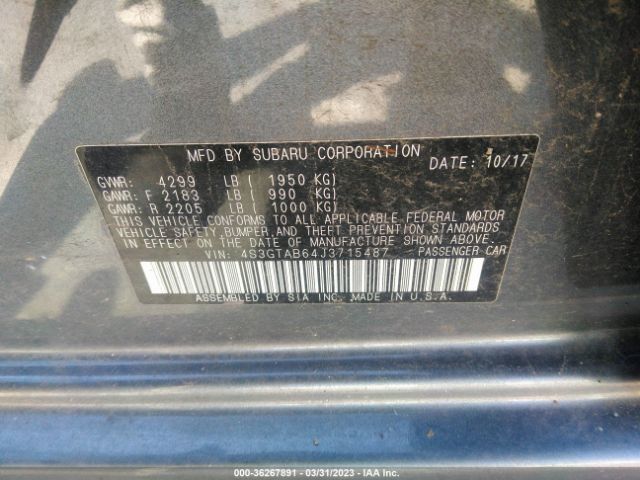 MFD BY SUBARU CORPORATION DATE: 10/17
GVWR: 4299 LB ( 1950 KG)
GAWR: F 2183 LB ( 990 KG)
GAWR: R 2205 LB ( 1000 KG)
THIS VEHICLE CONFORMS TO ALL APPLICABLE FEDERAL MOTOR
VEHICLE SAFETY, BUMPER, AND THEFT PREVENTION STANDARDS
IN EFFECT ON THE DATE OF MANUFACTURE SHOWN ABOVE.
VIN: 4S3GTAB64J3715487 PASSENGER CAR
ASSEMBLED BY SIA INC. MADE IN U.S.A.
000-36267891 - 03/31/2023 - IAA Inc.